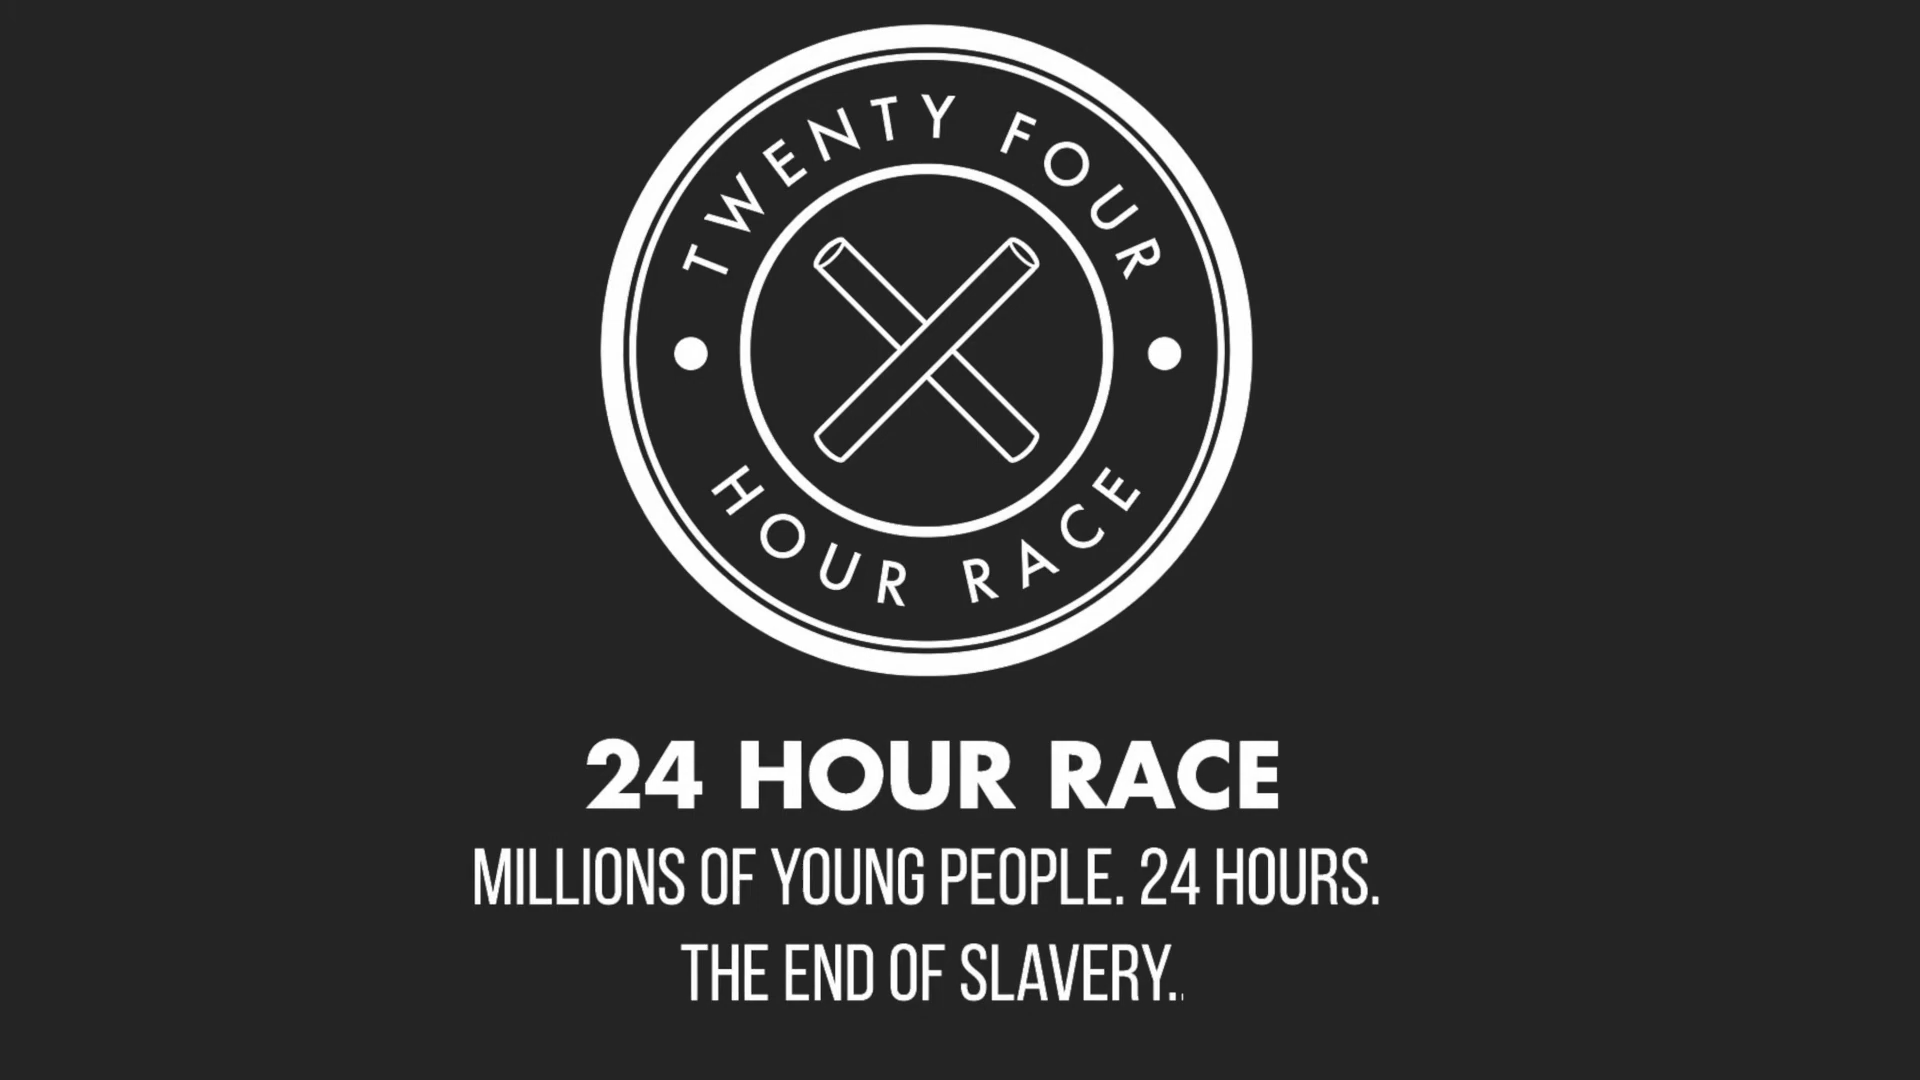 TWENTY FOUR
HOUR RACE
24 HOUR RACE
MILLIONS OF YOUNG PEOPLE. 24 HOURS.
THE END OF SLAVERY..